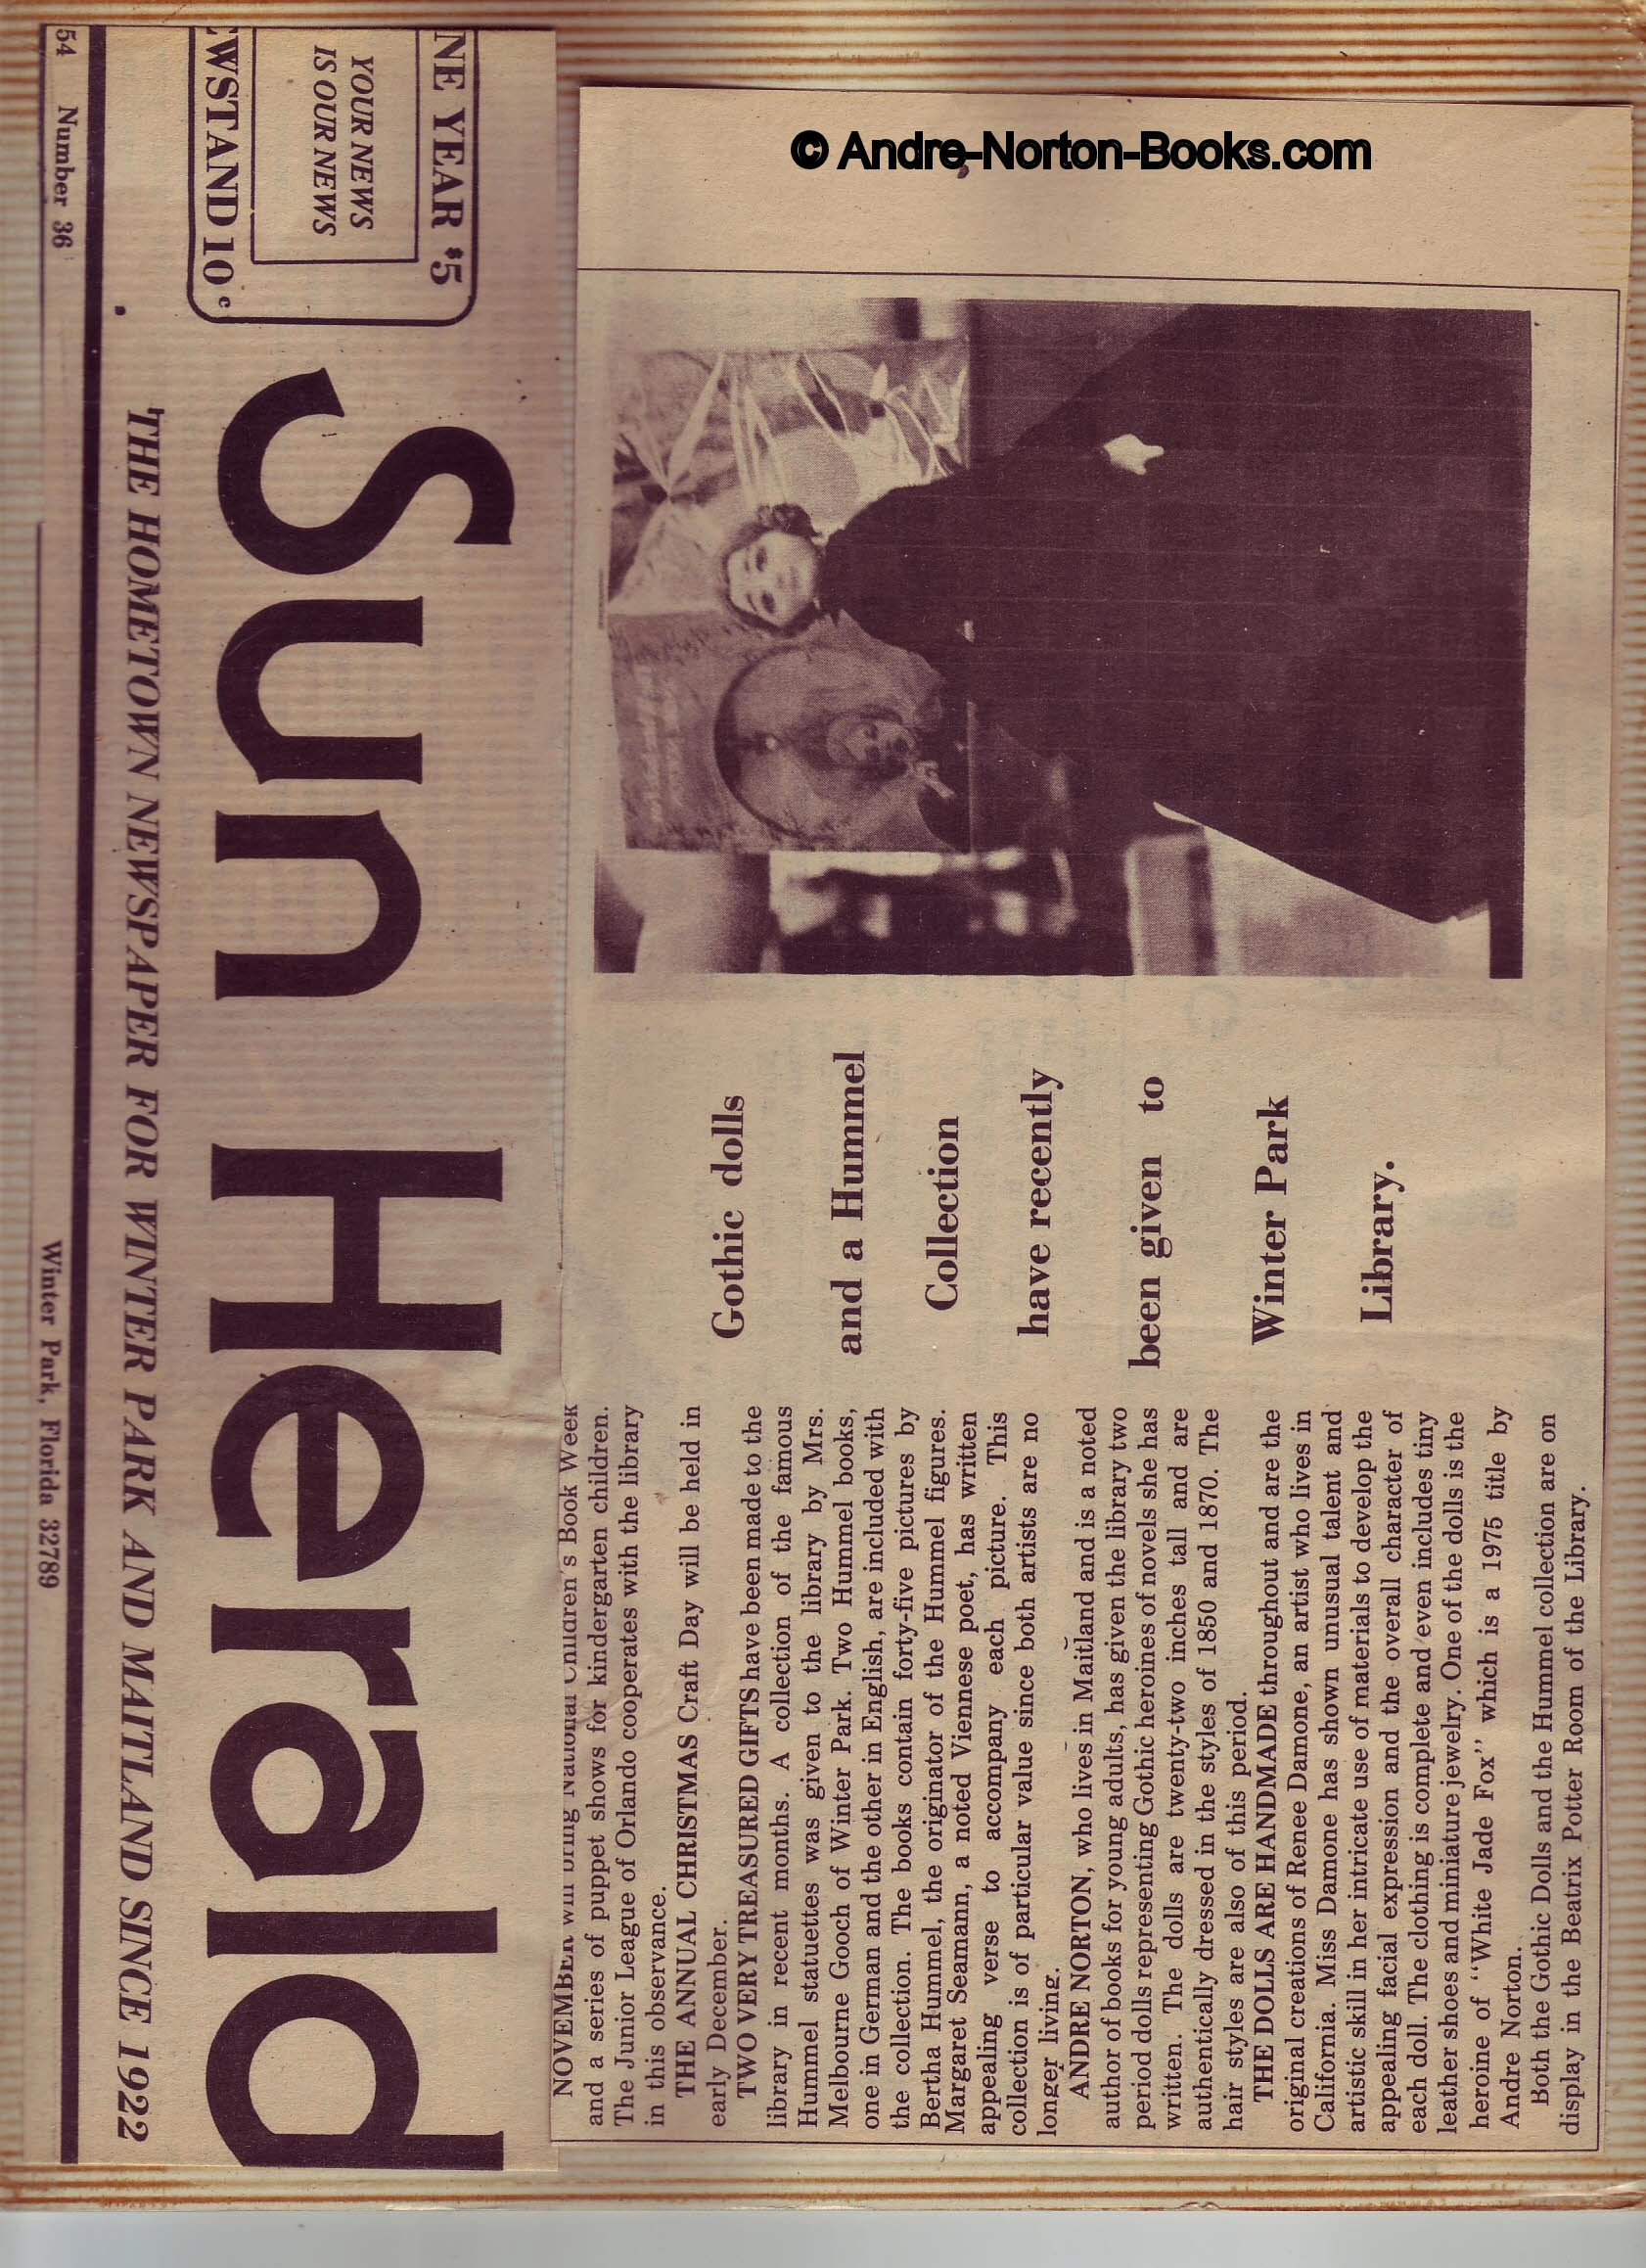 © Andre-Norton-Books.com
54 Number 36
Winter Park, Florida 32789
THE HOMETOWN NEWSPAPER FOR WINTER PARK AND MAITLAND SINCE 1922
NE YEAR $5
YOUR NEWS
IS OUR NEWS
EWSTAND 10c
Sun Herald
Gothic dolls
and a Hummel
Collection
have recently
been given to
Winter Park
Library.
NOVEMBER will bring National Children's Book Week
and a series of puppet shows for kindergarten children.
The Junior League of Orlando cooperates with the library
in this observance.
THE ANNUAL CHRISTMAS Craft Day will be held in
early December.
TWO VERY TREASURED GIFTS have been made to the
library in recent months. A collection of the famous
Hummel statuettes was given to the library by Mrs.
Melbourne Gooch of Winter Park. Two Hummel books,
one in German and the other in English, are included with
the collection. The books contain forty-five pictures by
Bertha Hummel, the originator of the Hummel figures.
Margaret Seamann, a noted Viennese poet, has written
appealing verse to accompany each picture. This
collection is of particular value since both artists are no
longer living.
ANDRE NORTON, who lives in Maitland and is a noted
author of books for young adults, has given the library two
period dolls representing Gothic heroines of novels she has
written. The dolls are twenty-two inches tall and are
authentically dressed in the styles of 1850 and 1870. The
hair styles are also of this period.
THE DOLLS ARE HANDMADE throughout and are the
original creations of Renee Damone, an artist who lives in
California. Miss Damone has shown unusual talent and
artistic skill in her intricate use of materials to develop the
appealing facial expression and the overall character of
each doll. The clothing is complete and even includes tiny
leather shoes and miniature jewelry. One of the dolls is the
heroine of "White Jade Fox" which is a 1975 title by
Andre Norton.
Both the Gothic Dolls and the Hummel collection are on
display in the Beatrix Potter Room of the Library.